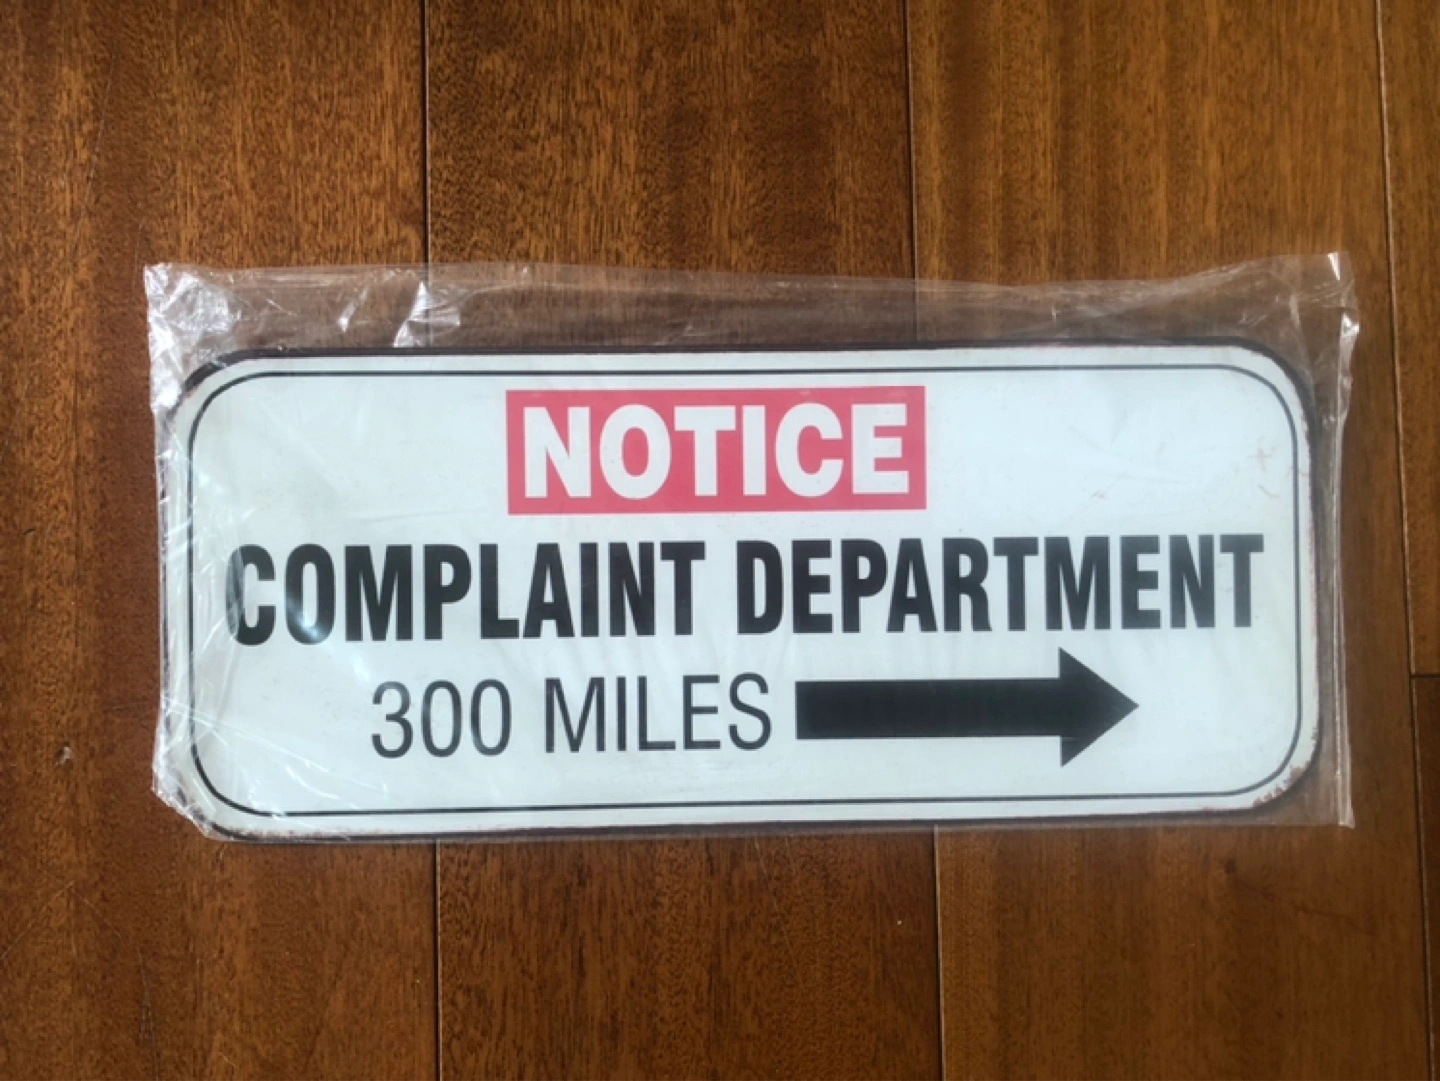 NOTICE
COMPLAINT DEPARTMENT
300 MILES